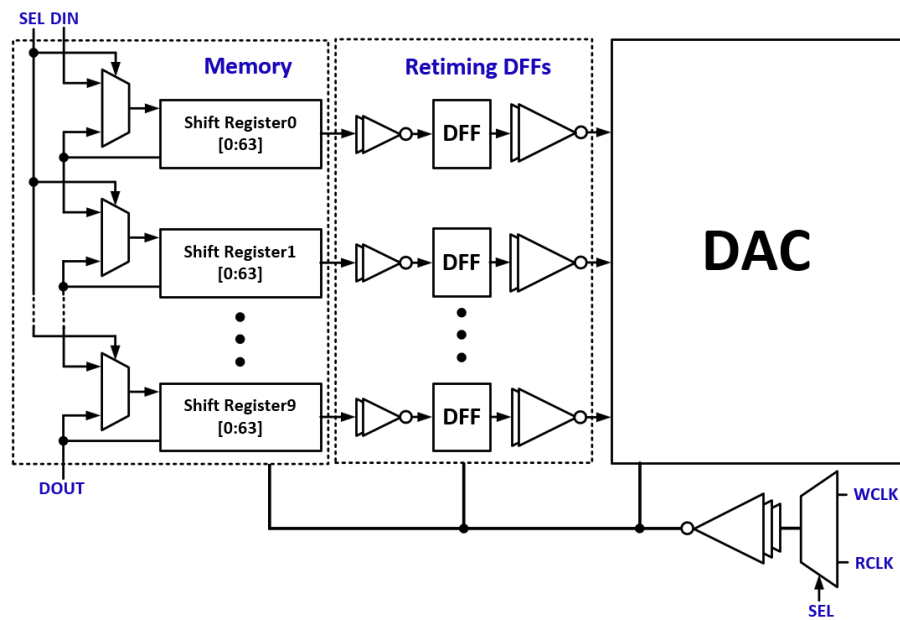 SEL DIN
Memory
Retiming DFFs
Shift Register0
[0:63]
DFF
Shift Register1
[0:63]
DFF
DAC
Shift Register9
[0:63]
DFF
DOUT
WCLK
RCLK
SEL